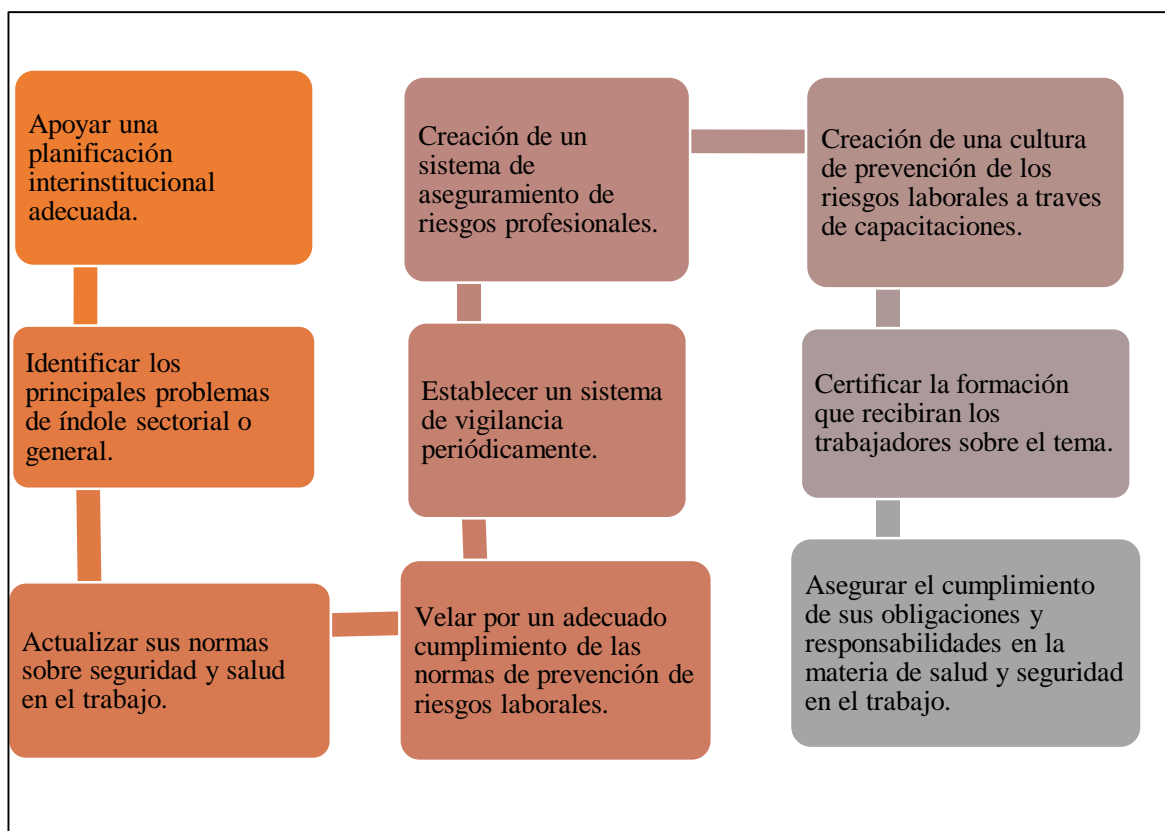 Apoyar una
planificación
interinstitucional
adecuada.
Identificar los
principales problemas
de índole sectorial o
general.
Actualizar sus normas
sobre seguridad y salud
en el trabajo.
Velar por un adecuado
cumplimiento de las
normas de prevención de
riesgos laborales.
Establecer un sistema
de vigilancia
periódicamente.
Creación de un
sistema de
aseguramiento de
riesgos profesionales.
Creación de una cultura
de prevención de los
riesgos laborales a traves
de capacitaciones.
Certificar la formación
que recibiran los
trabajadores sobre el tema.
Asegurar el cumplimiento
de sus obligaciones y
responsabilidades en la
materia de salud y seguridad
en el trabajo.